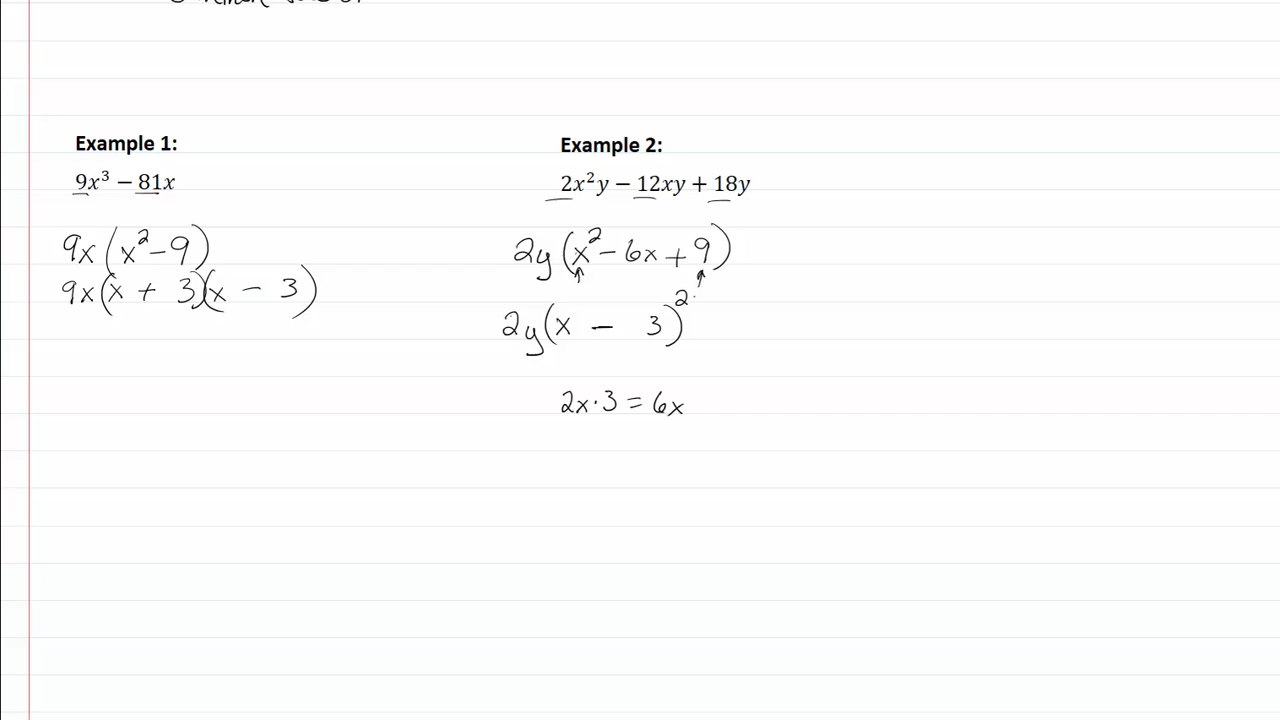 Example 1:
9x³ − 81x
9x(x² − 9)
9x(x + 3)(x − 3)
Example 2:
2x²y − 12xy + 18y
2y(x² − 6x + 9)
2y(x − 3)²
2x·3 = 6x